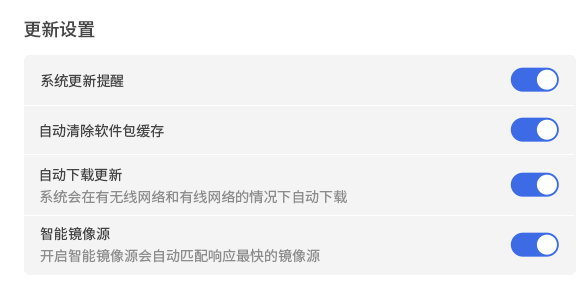 更新设置
系统更新提醒
自动清除软件包缓存
自动下载更新
系统会在有无线网络和有线网络的情况下自动下载
智能镜像源
开启智能镜像源会自动匹配响应最快的镜像源